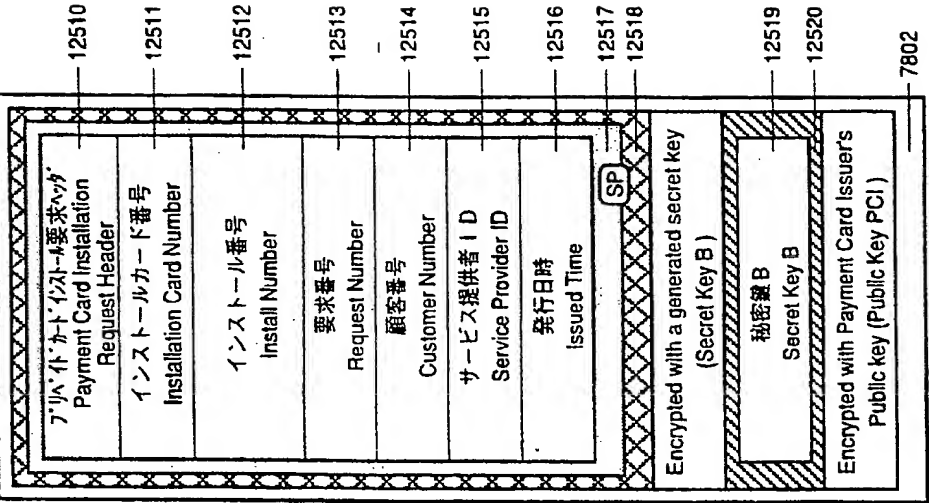 プリペイドカードインストール要求ヘッダ
Payment Card Installation
Request Header
12510
インストールカード番号
Installation Card Number
12511
インストール番号
Install Number
12512
要求番号
Request Number
12513
顧客番号
Customer Number
12514
サービス提供者ID
Service Provider ID
12515
発行日時
Issued Time
12516
SP
12517
12518
Encrypted with a generated secret key
(Secret Key B )
秘密鍵B
Secret Key B
12519
12520
Encrypted with Payment Card Issuer's
Public key (Public Key PCI )
7802